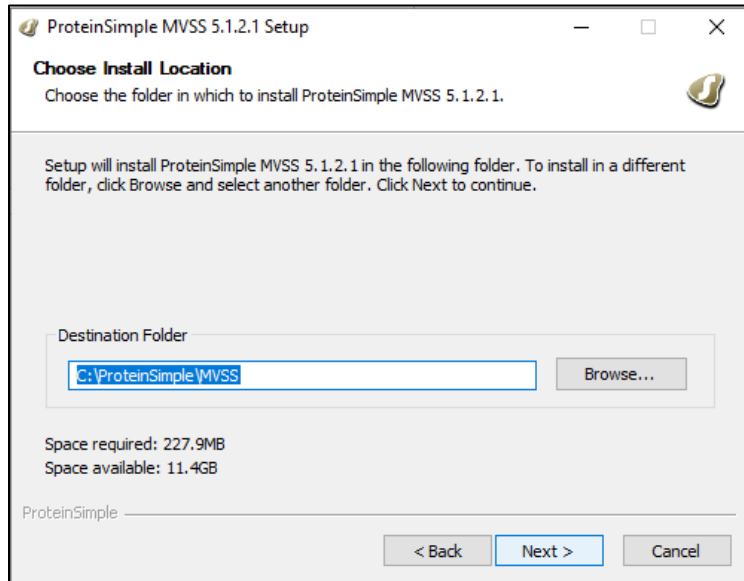 ProteinSimple MVSS 5.1.2.1 Setup
Choose Install Location
Choose the folder in which to install ProteinSimple MVSS 5.1.2.1.
Setup will install ProteinSimple MVSS 5.1.2.1 in the following folder. To install in a different
folder, click Browse and select another folder. Click Next to continue.
Destination Folder
C:\ProteinSimple\MVSS
Browse...
Space required: 227.9MB
Space available: 11.4GB
ProteinSimple
< Back Next > Cancel